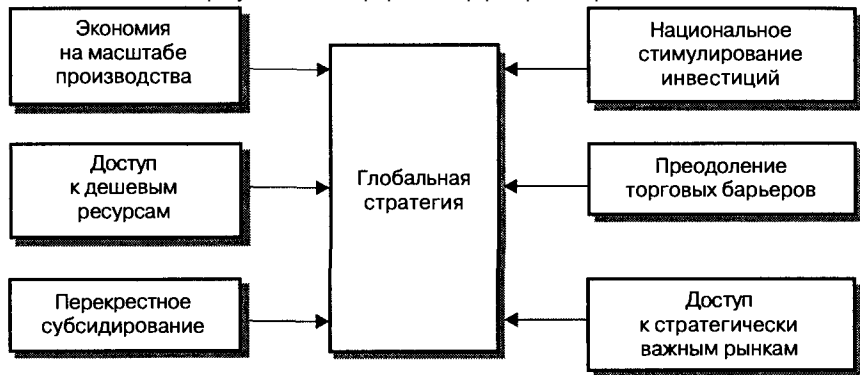 Экономия
на масштабе
производства
Доступ
к дешевым
ресурсам
Перекрестное
субсидирование
Глобальная
стратегия
Национальное
стимулирование
инвестиций
Преодоление
торговых барьеров
Доступ
к стратегически
важным рынкам